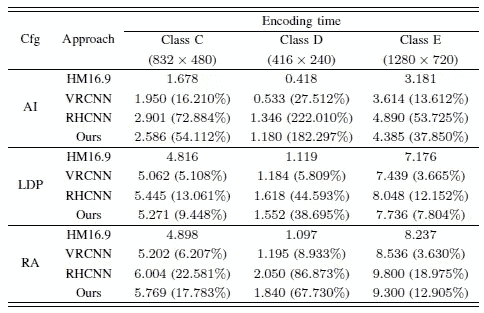 Encoding time
Cfg Approach Class C Class D Class E
(832 × 480) (416 × 240) (1280 × 720)
HM16.9 1.678 0.418 3.181
VRCNN 1.950 (16.210%) 0.533 (27.512%) 3.614 (13.612%)
AI
RHCNN 2.901 (72.884%) 1.346 (222.010%) 4.890 (53.725%)
Ours 2.586 (54.112%) 1.180 (182.297%) 4.385 (37.850%)
HM16.9 4.816 1.119 7.176
VRCNN 5.062 (5.108%) 1.184 (5.809%) 7.439 (3.665%)
LDP
RHCNN 5.445 (13.061%) 1.618 (44.593%) 8.048 (12.152%)
Ours 5.271 (9.448%) 1.552 (38.695%) 7.736 (7.804%)
HM16.9 4.898 1.097 8.237
VRCNN 5.202 (6.207%) 1.195 (8.933%) 8.536 (3.630%)
RA
RHCNN 6.004 (22.581%) 2.050 (86.873%) 9.800 (18.975%)
Ours 5.769 (17.783%) 1.840 (67.730%) 9.300 (12.905%)